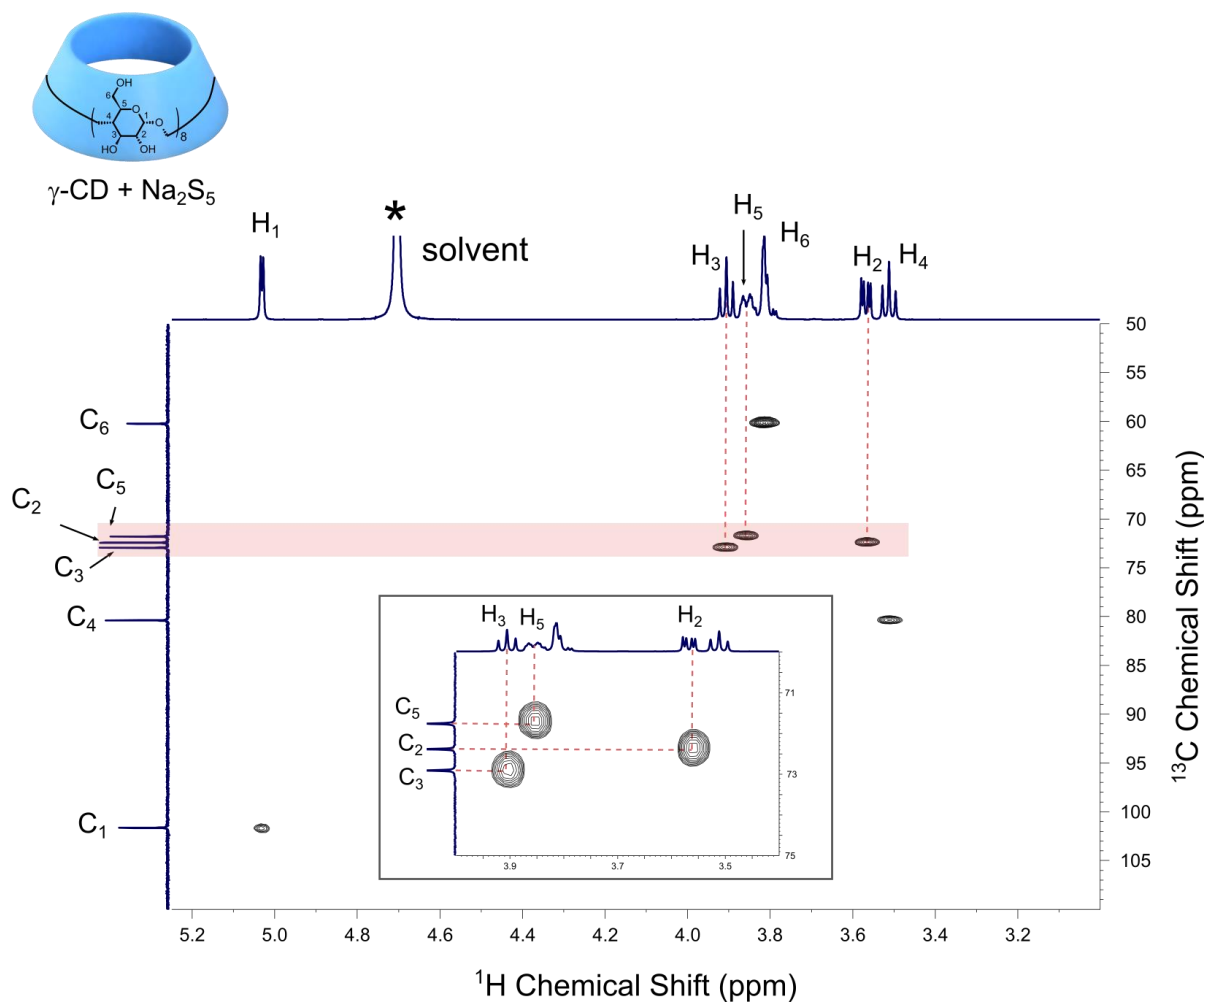 OH
6
5
O
4
1
O
8
3
2
HO
OH
γ-CD + Na₂S₅
H₁
*
solvent
H₃
H₅
H₆
H₂
H₄
C₆
C₅
C₂
C₃
C₄
C₁
50
55
60
65
70
75
80
85
90
95
100
105
¹³C Chemical Shift (ppm)
H₃ H₅ H₂
C₅
C₂
C₃
71
73
75
3.9 3.7 3.5
5.2 5.0 4.8 4.6 4.4 4.2 4.0 3.8 3.6 3.4 3.2
¹H Chemical Shift (ppm)